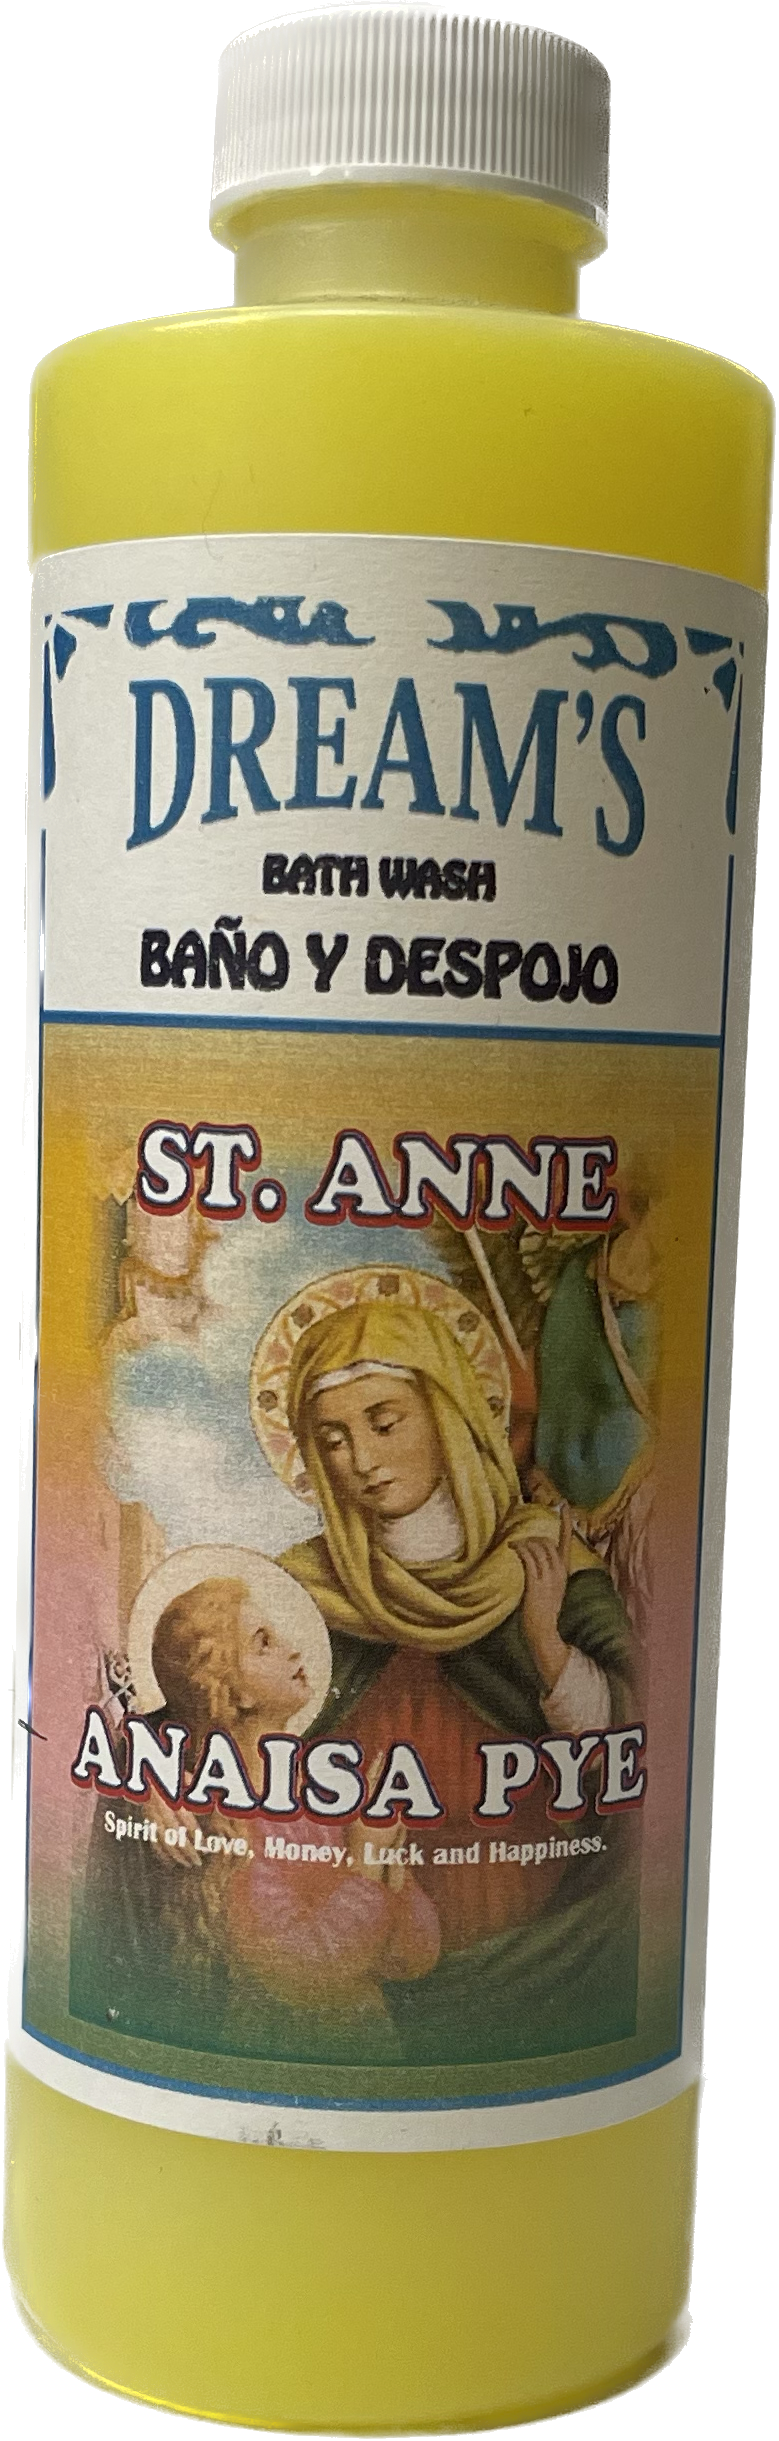 DREAM'S
BATH WASH
BAÑO Y DESPOJO
ST. ANNE
ANAISA PYE
Spirit of Love, Money, Luck and Happiness.